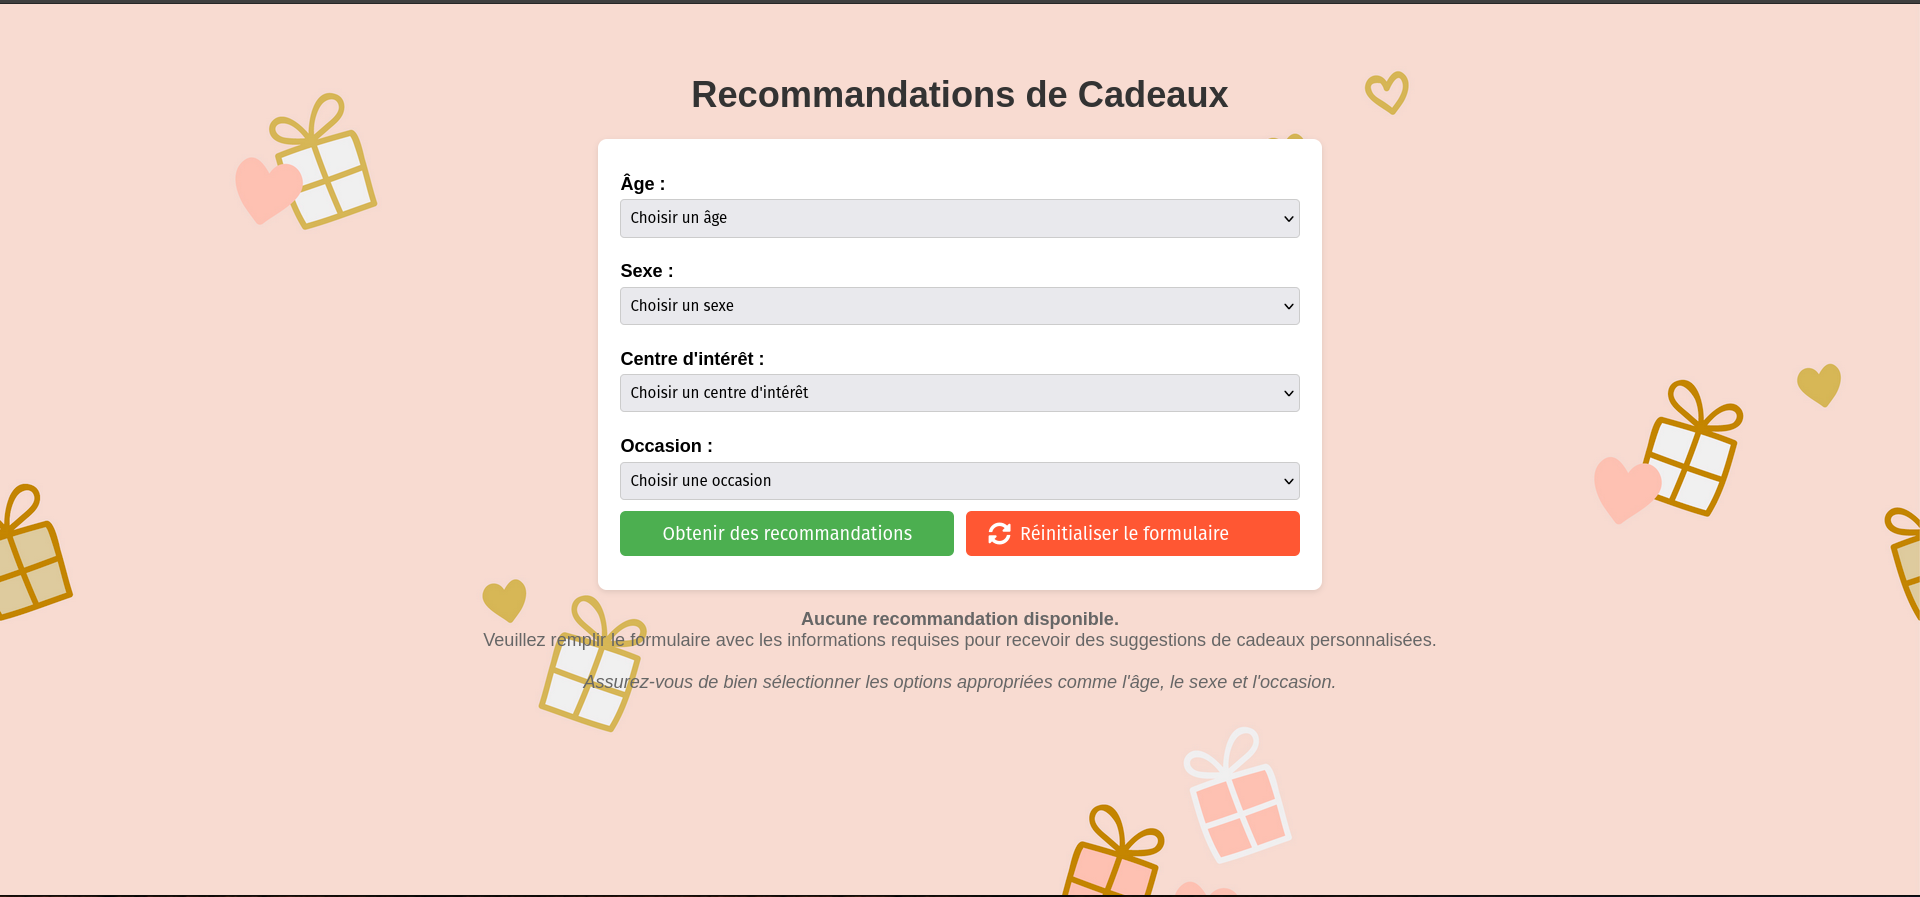 Recommandations de Cadeaux
Âge :
Choisir un âge
Sexe :
Choisir un sexe
Centre d'intérêt :
Choisir un centre d'intérêt
Occasion :
Choisir une occasion
Obtenir des recommandations
Réinitialiser le formulaire
Aucune recommandation disponible.
Veuillez remplir le formulaire avec les informations requises pour recevoir des suggestions de cadeaux personnalisées.
Assurez-vous de bien sélectionner les options appropriées comme l'âge, le sexe et l'occasion.